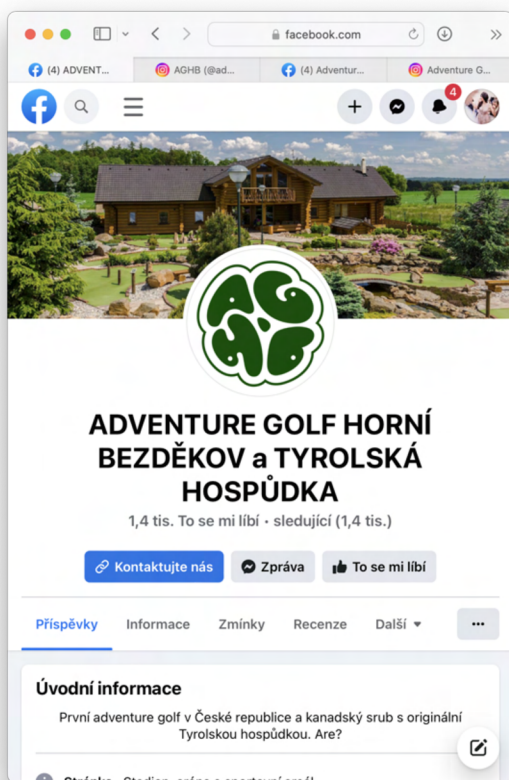 facebook.com
(4) ADVENT...
AGHB (@ad...
(4) Adventur...
Adventure G...
4
ADVENTURE GOLF HORNÍ
BEZDĚKOV a TYROLSKÁ
HOSPŮDKA
1,4 tis. To se mi líbí • sledující (1,4 tis.)
Kontaktujte nás
Zpráva
To se mi líbí
Příspěvky
Informace
Zmínky
Recenze
Další
Úvodní informace
První adventure golf v České republice a kanadský srub s originální
Tyrolskou hospůdkou. Are?